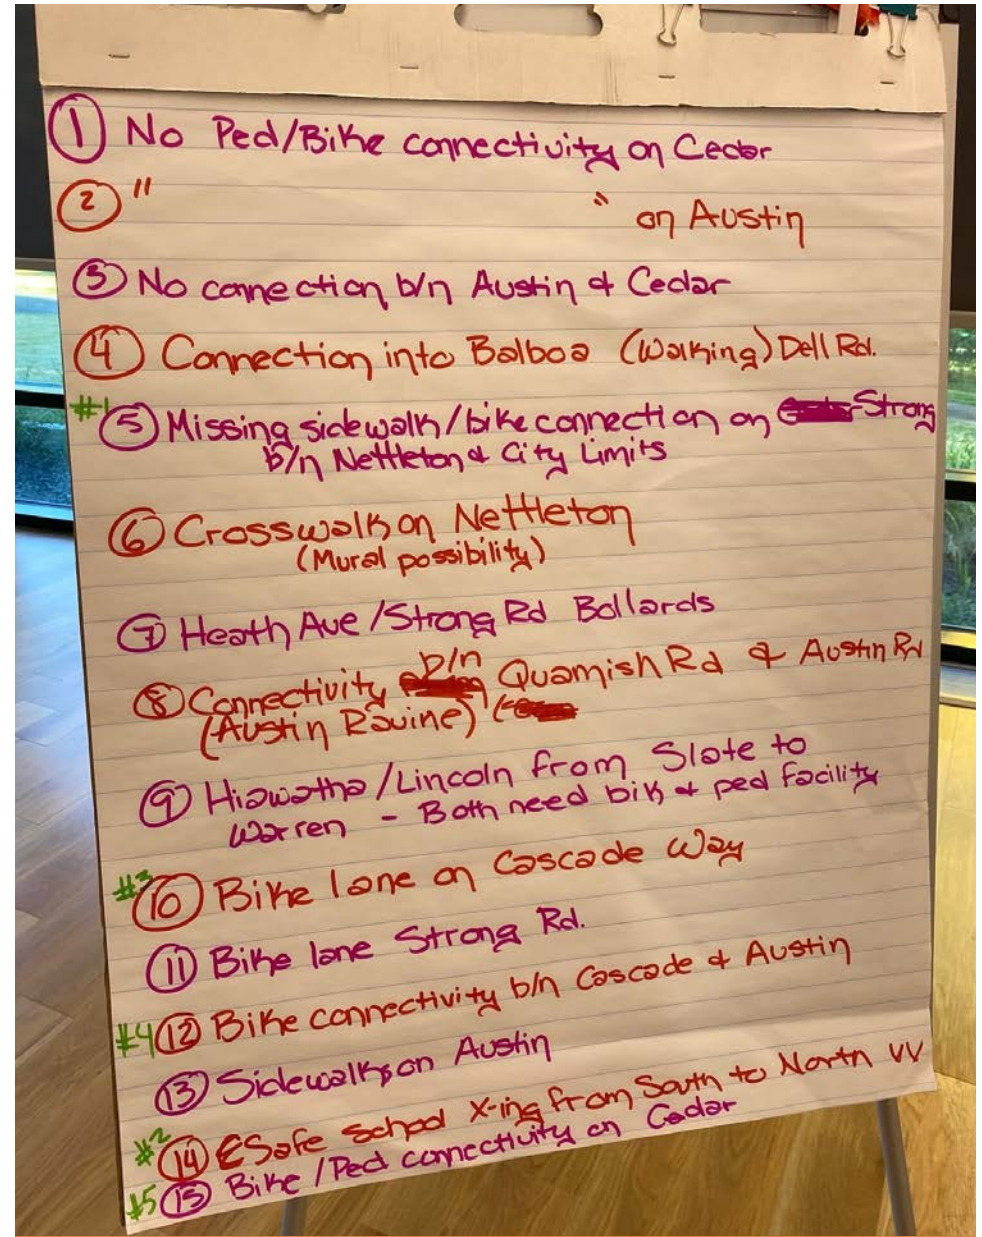 ① No Ped/Bike connectivity on Cedar
② " " on Austin
③ No connection b/n Austin & Cedar
④ Connection into Balboa (Walking) Dell Rd.
#1 ⑤ Missing sidewalk/bike connection on Strong
b/n Nettleton & City Limits
⑥ Crosswalk on Nettleton
(Mural possibility)
⑦ Heath Ave/Strong Rd Bollards
⑧ Connectivity b/n Quamish Rd & Austin Rd
(Austin Ravine)
⑨ Hiawatha/Lincoln from Slate to
Warren - Both need bik & ped facility
#3 ⑩ Bike lane on Cascade Way
⑪ Bike lane Strong Rd.
#4 ⑫ Bike connectivity b/n Cascade & Austin
⑬ Sidewalks on Austin
#2 ⑭ Safe school X-ing from South to North VV
#5 ⑮ Bike/Ped connectivity on Cedar